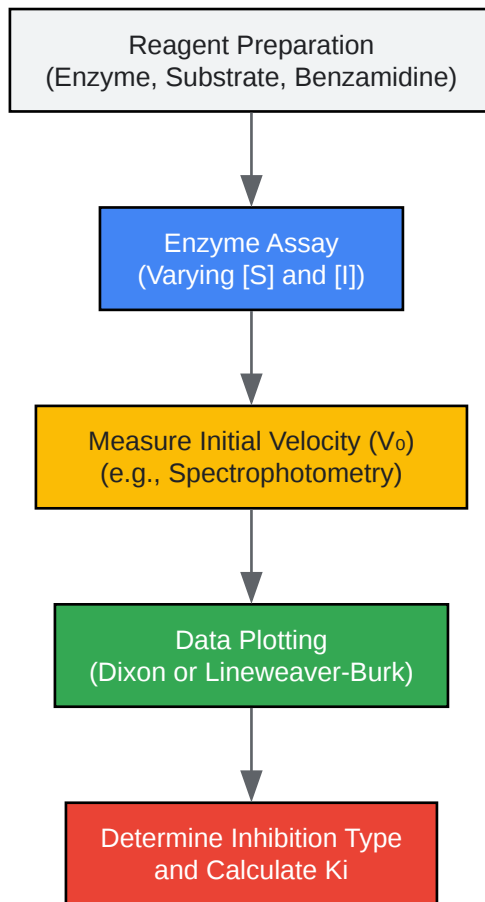 Reagent Preparation
(Enzyme, Substrate, Benzamidine)
Enzyme Assay
(Varying [S] and [I])
Measure Initial Velocity (V₀)
(e.g., Spectrophotometry)
Data Plotting
(Dixon or Lineweaver-Burk)
Determine Inhibition Type
and Calculate Ki